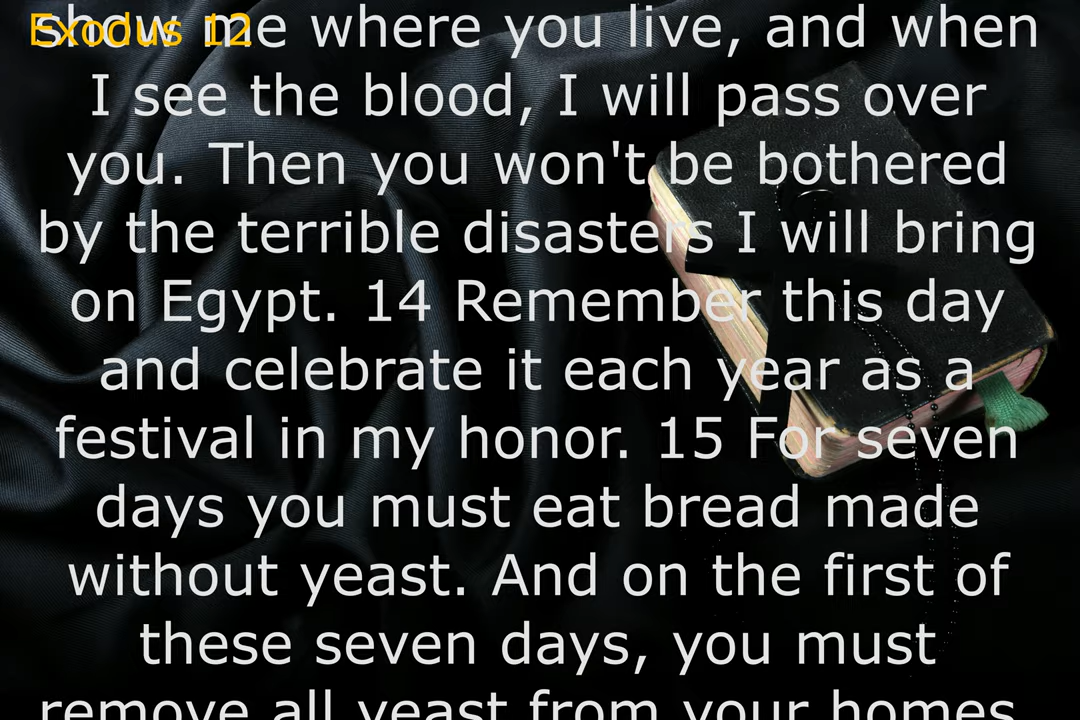 Exodus 12
show me where you live, and when
I see the blood, I will pass over
you. Then you won't be bothered
by the terrible disasters I will bring
on Egypt. 14 Remember this day
and celebrate it each year as a
festival in my honor. 15 For seven
days you must eat bread made
without yeast. And on the first of
these seven days, you must
remove all yeast from your homes